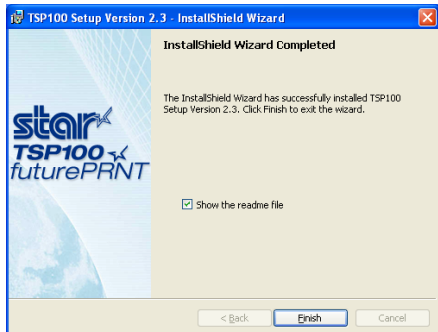 TSP100 Setup Version 2.3 - InstallShield Wizard
InstallShield Wizard Completed
The InstallShield Wizard has successfully installed TSP100
Setup Version 2.3. Click Finish to exit the wizard.
star
TSP100
futurePRNT
Show the readme file
< Back
Finish
Cancel